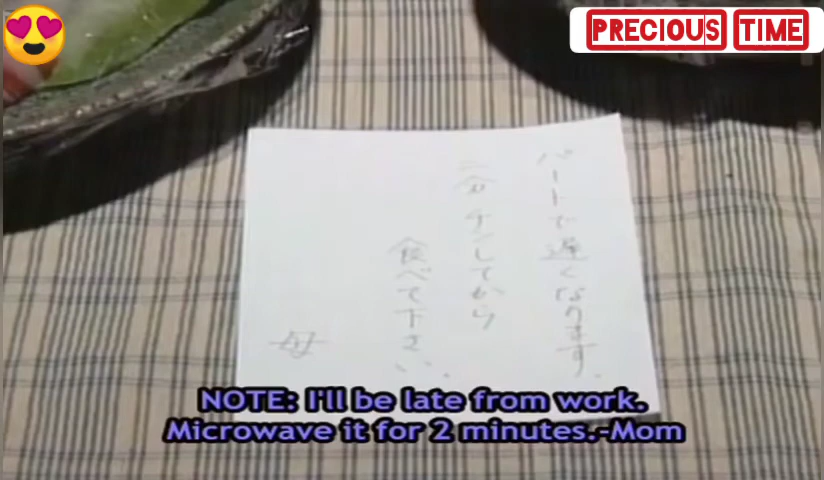 PRECIOUS TIME
パートで遅くなります。
二分チンしてから
食べて下さい。
母
NOTE: I'll be late from work.
Microwave it for 2 minutes.-Mom